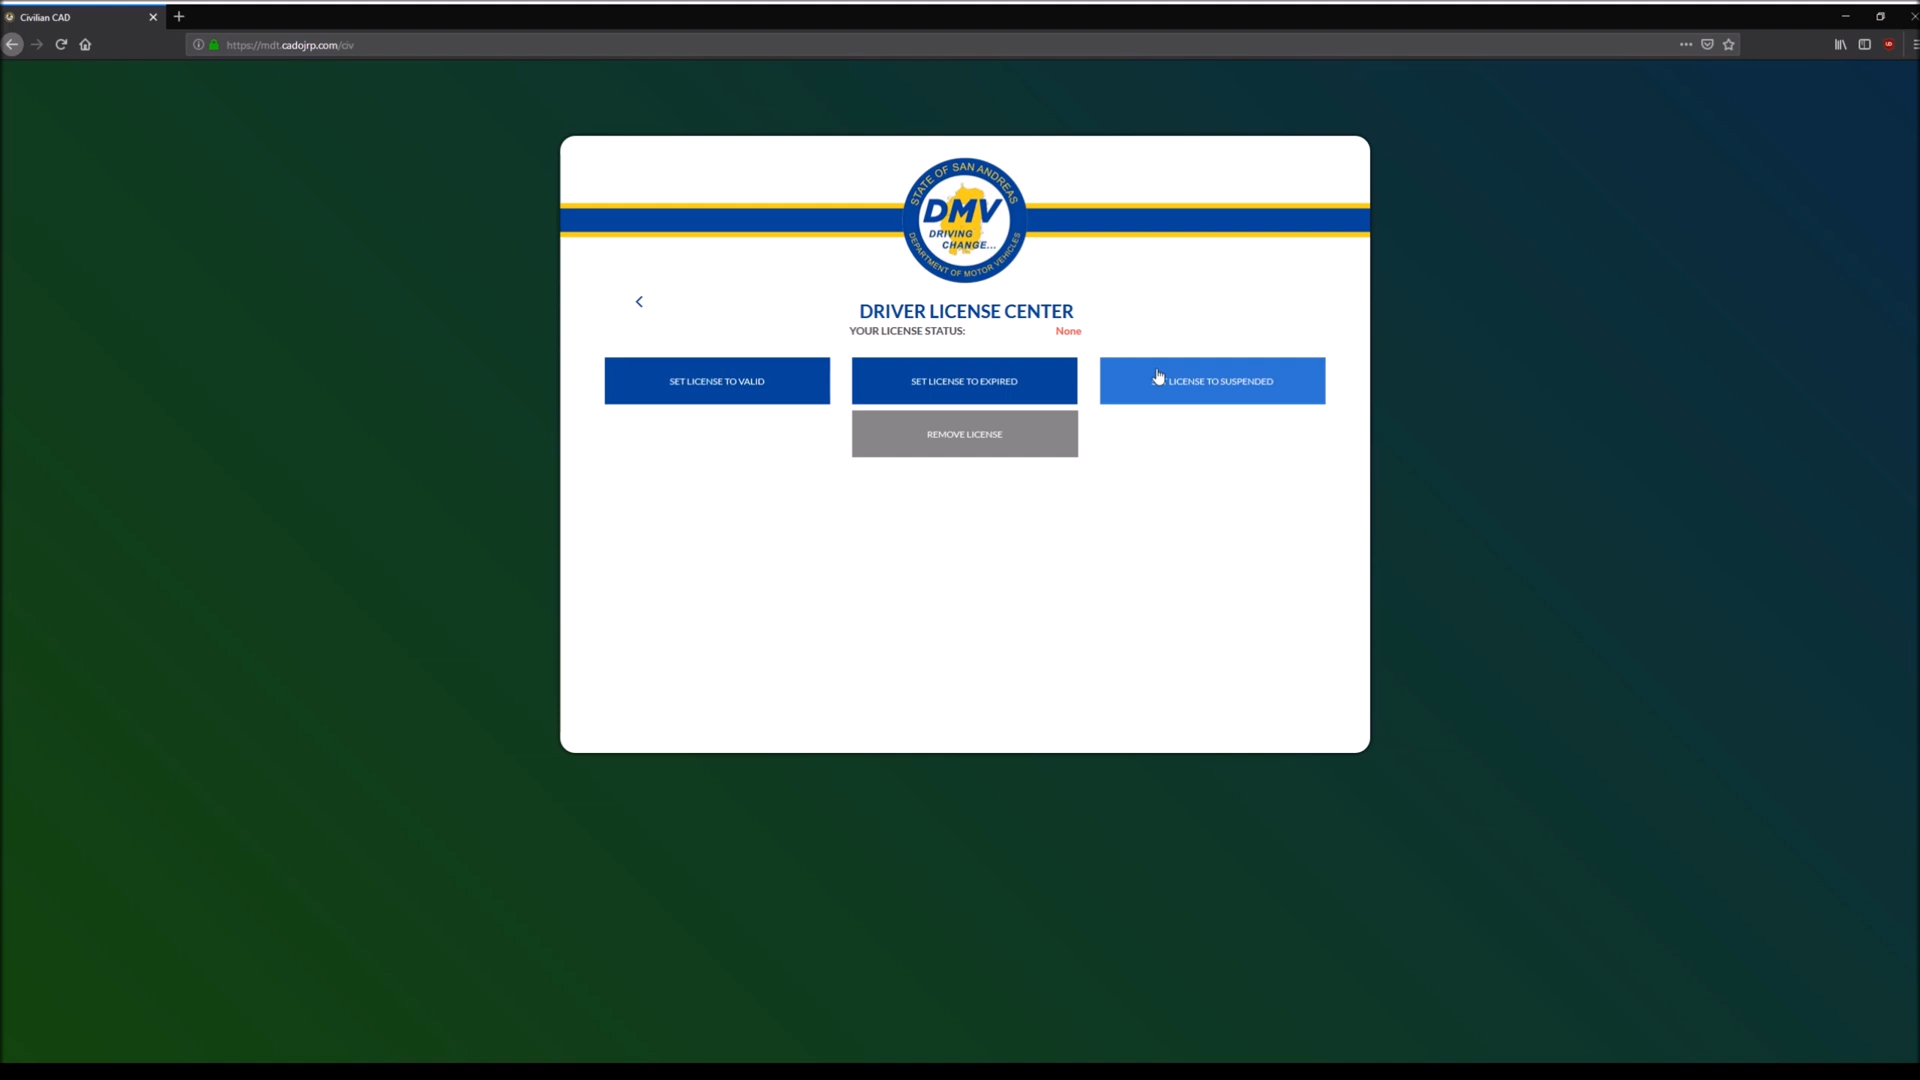 Civilian CAD
https://mdt.cadojrp.com/civ
STATE OF SAN ANDREAS
DMV
DRIVING
CHANGE...
DEPARTMENT OF MOTOR VEHICLES
DRIVER LICENSE CENTER
YOUR LICENSE STATUS: None
SET LICENSE TO VALID
SET LICENSE TO EXPIRED
LICENSE TO SUSPENDED
REMOVE LICENSE